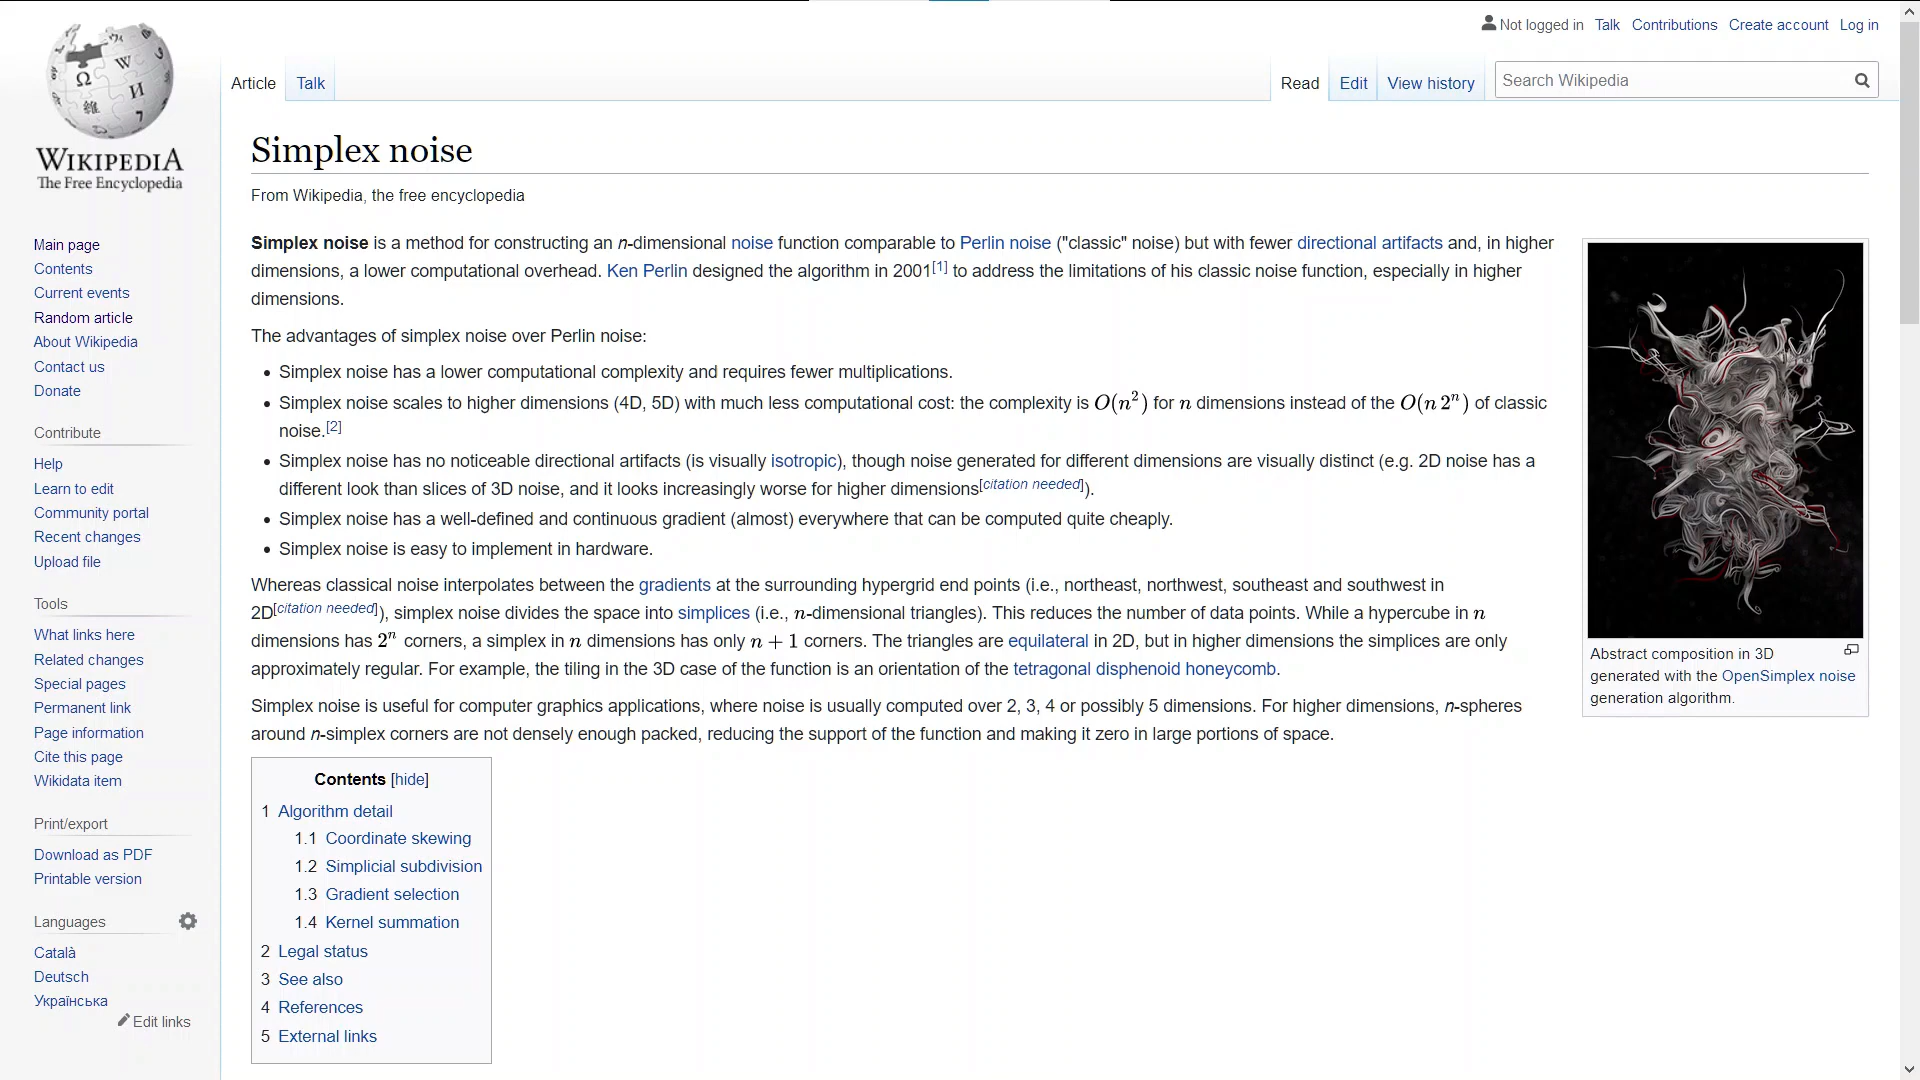 Not logged in Talk Contributions Create account Log in
Article Talk Read Edit View history Search Wikipedia
WIKIPEDIA
The Free Encyclopedia
Main page
Contents
Current events
Random article
About Wikipedia
Contact us
Donate
Contribute
Help
Learn to edit
Community portal
Recent changes
Upload file
Tools
What links here
Related changes
Special pages
Permanent link
Page information
Cite this page
Wikidata item
Print/export
Download as PDF
Printable version
Languages
Català
Deutsch
Українська
Edit links
Simplex noise
From Wikipedia, the free encyclopedia
Simplex noise is a method for constructing an n-dimensional noise function comparable to Perlin noise ("classic" noise) but with fewer directional artifacts and, in higher
dimensions, a lower computational overhead. Ken Perlin designed the algorithm in 2001[1] to address the limitations of his classic noise function, especially in higher
dimensions.
The advantages of simplex noise over Perlin noise:
• Simplex noise has a lower computational complexity and requires fewer multiplications.
• Simplex noise scales to higher dimensions (4D, 5D) with much less computational cost: the complexity is O(n²) for n dimensions instead of the O(n 2ⁿ) of classic
noise.[2]
• Simplex noise has no noticeable directional artifacts (is visually isotropic), though noise generated for different dimensions are visually distinct (e.g. 2D noise has a
different look than slices of 3D noise, and it looks increasingly worse for higher dimensions[citation needed]).
• Simplex noise has a well-defined and continuous gradient (almost) everywhere that can be computed quite cheaply.
• Simplex noise is easy to implement in hardware.
Whereas classical noise interpolates between the gradients at the surrounding hypergrid end points (i.e., northeast, northwest, southeast and southwest in
2D[citation needed]), simplex noise divides the space into simplices (i.e., n-dimensional triangles). This reduces the number of data points. While a hypercube in n
dimensions has 2ⁿ corners, a simplex in n dimensions has only n + 1 corners. The triangles are equilateral in 2D, but in higher dimensions the simplices are only
approximately regular. For example, the tiling in the 3D case of the function is an orientation of the tetragonal disphenoid honeycomb.
Simplex noise is useful for computer graphics applications, where noise is usually computed over 2, 3, 4 or possibly 5 dimensions. For higher dimensions, n-spheres
around n-simplex corners are not densely enough packed, reducing the support of the function and making it zero in large portions of space.
Abstract composition in 3D
generated with the OpenSimplex noise
generation algorithm.
Contents [hide]
1 Algorithm detail
1.1 Coordinate skewing
1.2 Simplicial subdivision
1.3 Gradient selection
1.4 Kernel summation
2 Legal status
3 See also
4 References
5 External links